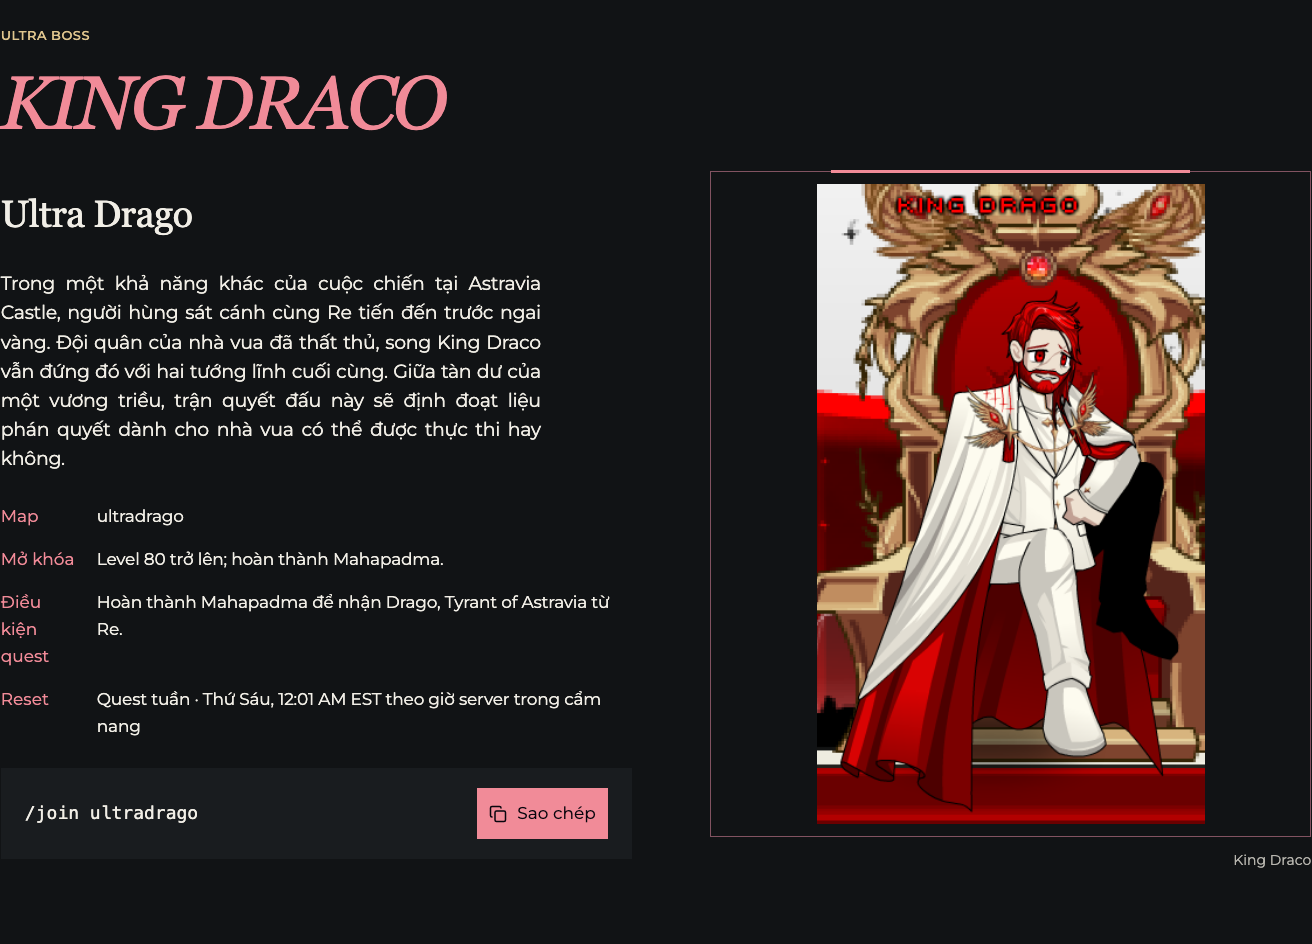 ULTRA BOSS
KING DRACO
Ultra Drago
Trong một khả năng khác của cuộc chiến tại Astravia
Castle, người hùng sát cánh cùng Re tiến đến trước ngai
vàng. Đội quân của nhà vua đã thất thủ, song King Draco
vẫn đứng đó với hai tướng lĩnh cuối cùng. Giữa tàn dư của
một vương triều, trận quyết đấu này sẽ định đoạt liệu
phán quyết dành cho nhà vua có thể được thực thi hay
không.
Map ultradrago
Mở khóa Level 80 trở lên; hoàn thành Mahapadma.
Điều kiện quest Hoàn thành Mahapadma để nhận Drago, Tyrant of Astravia từ
Re.
Reset Quest tuần · Thứ Sáu, 12:01 AM EST theo giờ server trong cẩm
nang
/join ultradrago
Sao chép
KING DRAGO
King Draco